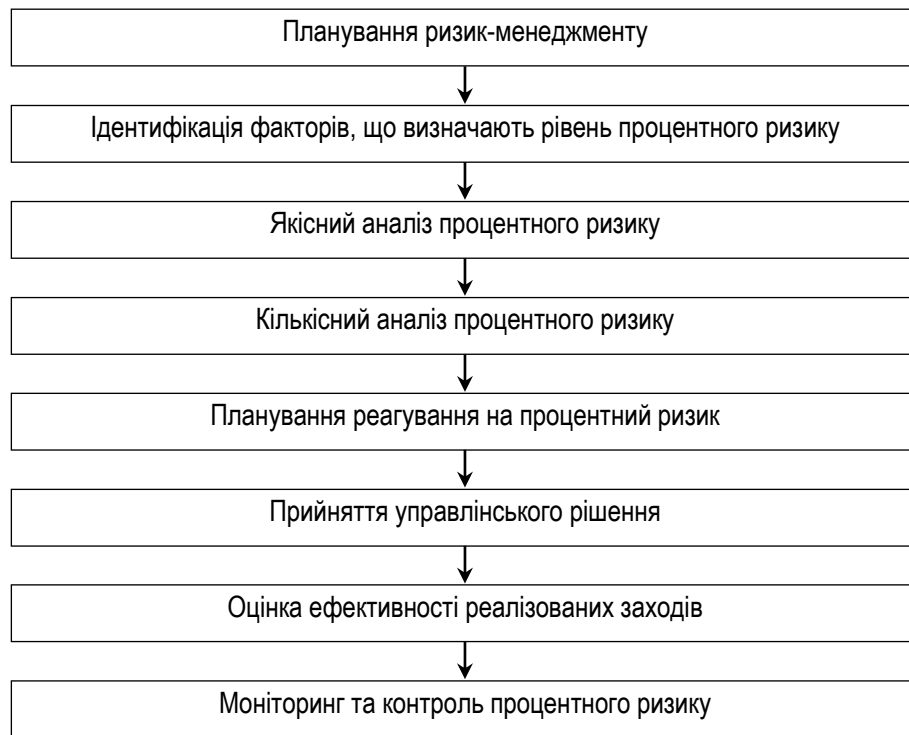 Планування ризик-менеджменту
Ідентифікація факторів, що визначають рівень процентного ризику
Якісний аналіз процентного ризику
Кількісний аналіз процентного ризику
Планування реагування на процентний ризик
Прийняття управлінського рішення
Оцінка ефективності реалізованих заходів
Моніторинг та контроль процентного ризику